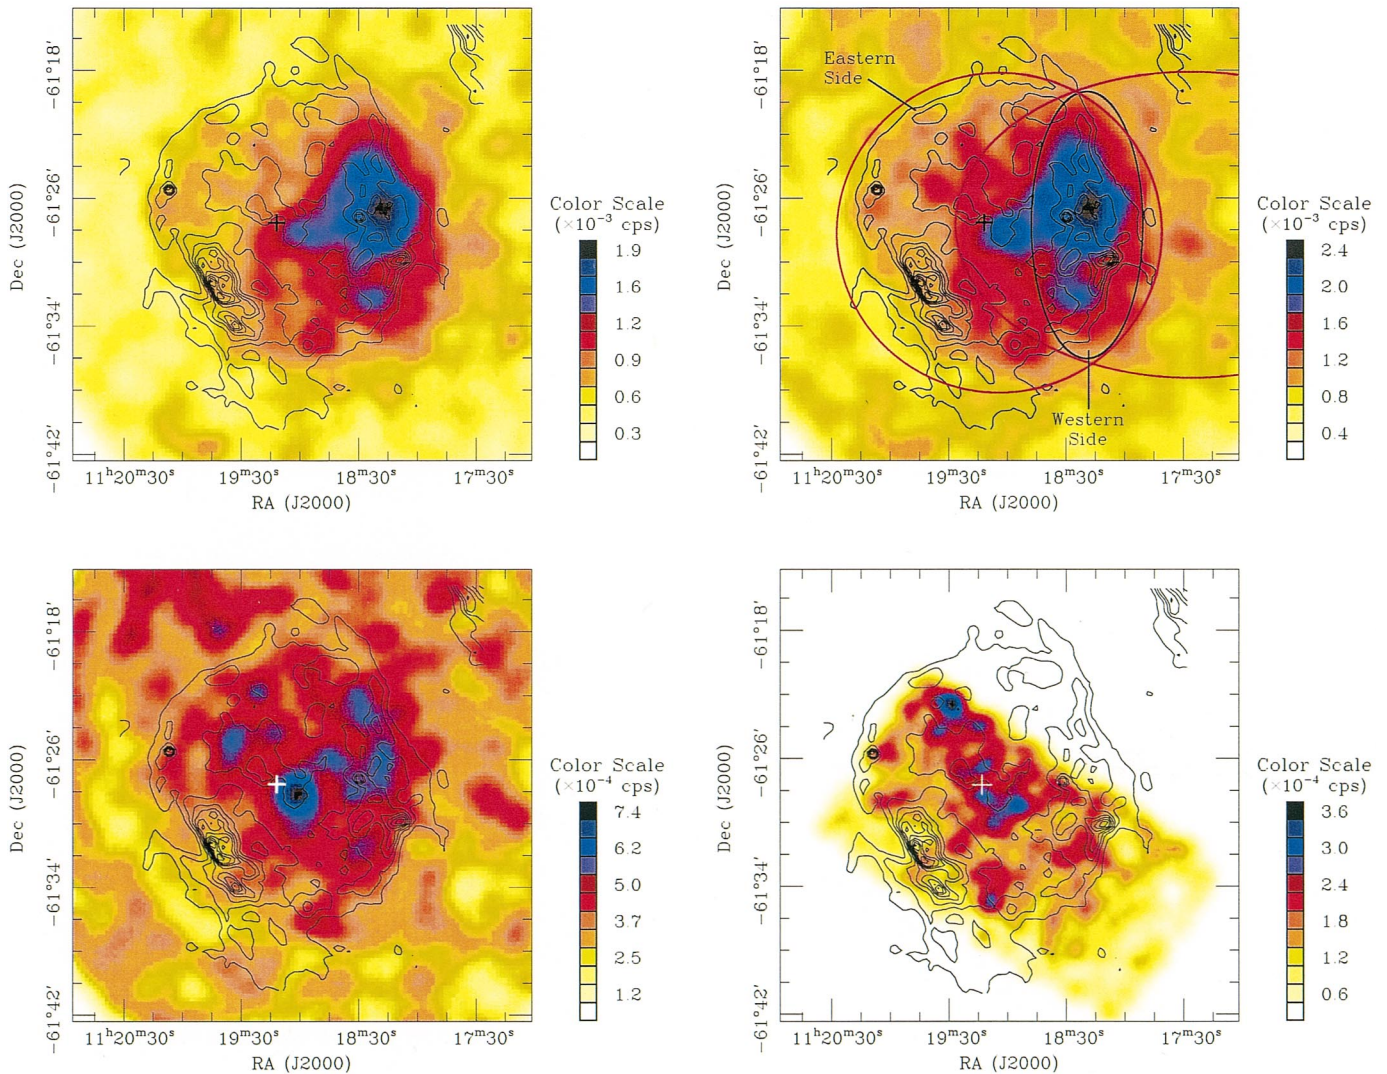 Dec (J2000)
−61°18′
−61°26′
−61°34′
−61°42′
11ʰ20ᵐ30ˢ
19ᵐ30ˢ
18ᵐ30ˢ
17ᵐ30ˢ
RA (J2000)
Color Scale
(×10⁻³ cps)
1.9
1.6
1.2
0.9
0.6
0.3
Dec (J2000)
−61°18′
−61°26′
−61°34′
−61°42′
Eastern
Side
Western
Side
11ʰ20ᵐ30ˢ
19ᵐ30ˢ
18ᵐ30ˢ
17ᵐ30ˢ
RA (J2000)
Color Scale
(×10⁻³ cps)
2.4
2.0
1.6
1.2
0.8
0.4
Dec (J2000)
−61°18′
−61°26′
−61°34′
−61°42′
11ʰ20ᵐ30ˢ
19ᵐ30ˢ
18ᵐ30ˢ
17ᵐ30ˢ
RA (J2000)
Color Scale
(×10⁻⁴ cps)
7.4
6.2
5.0
3.7
2.5
1.2
Dec (J2000)
−61°18′
−61°26′
−61°34′
−61°42′
11ʰ20ᵐ30ˢ
19ᵐ30ˢ
18ᵐ30ˢ
17ᵐ30ˢ
RA (J2000)
Color Scale
(×10⁻⁴ cps)
3.6
3.0
2.4
1.8
1.2
0.6